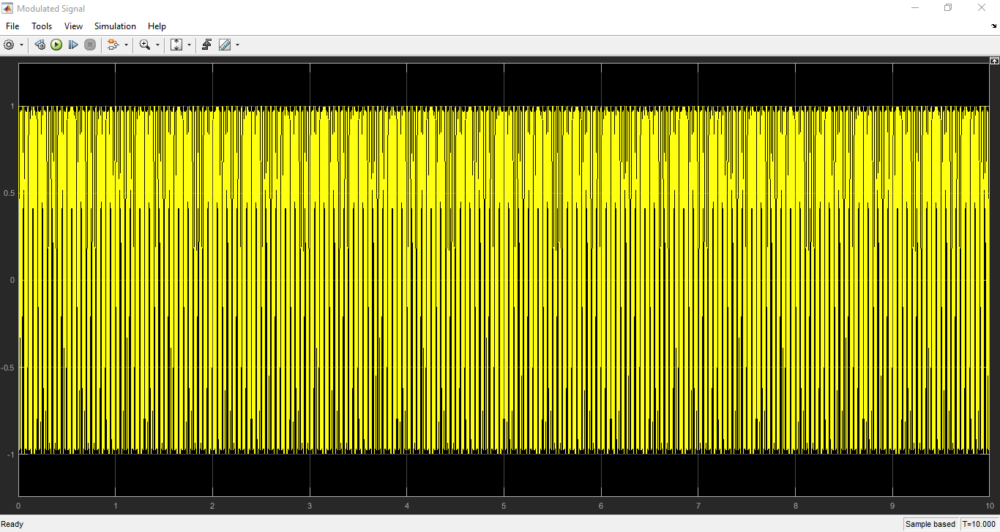 Modulated Signal
File Tools View Simulation Help
1
0.5
0
-0.5
-1
0 1 2 3 4 5 6 7 8 9 10
Ready Sample based T=10.000